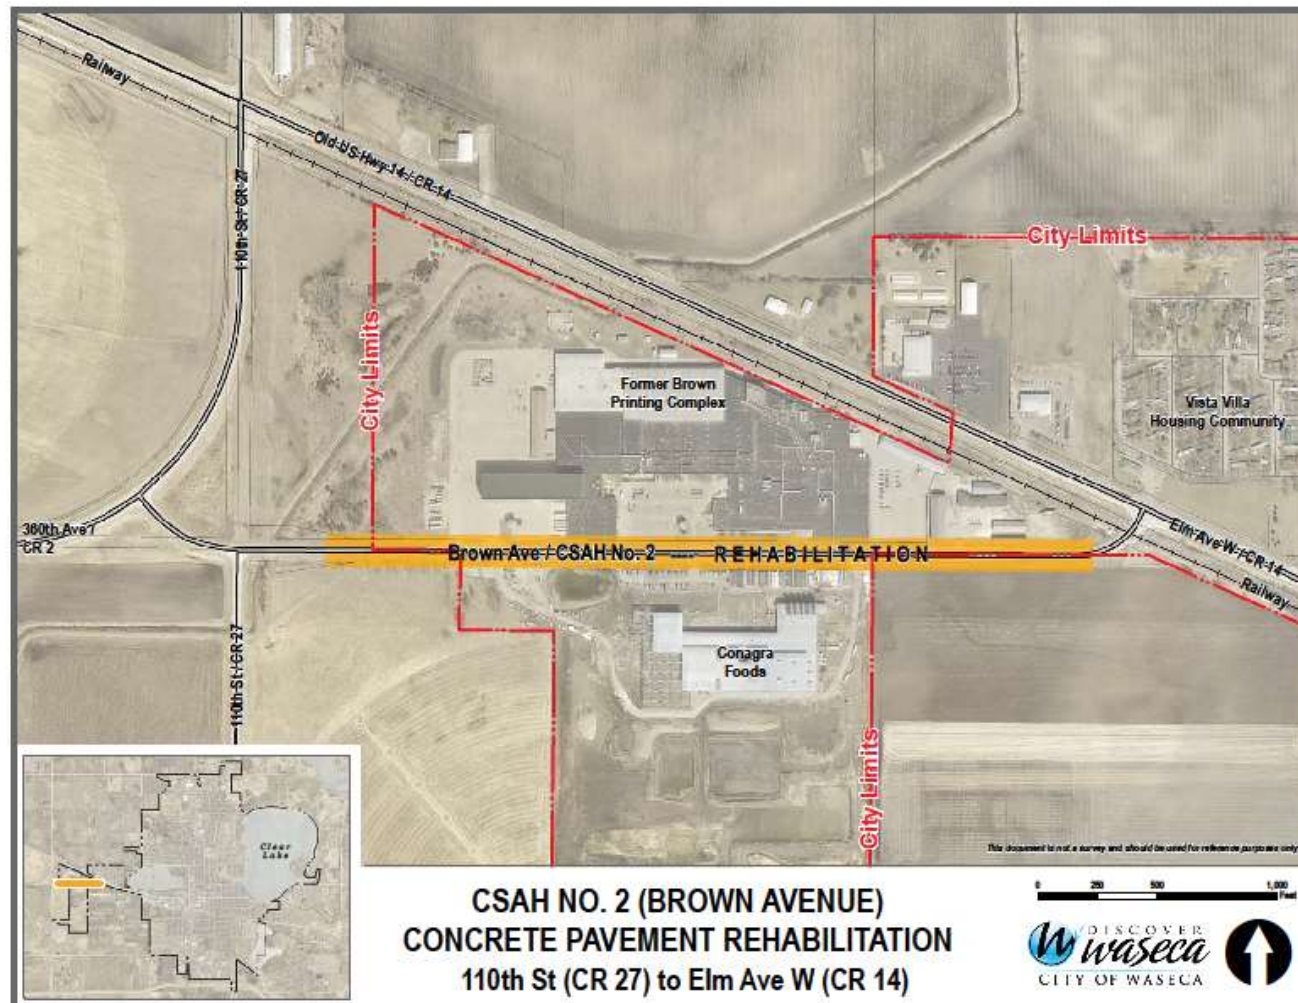 Railway
Old US Hwy 14 / CR 14
110th St / CR 27
City Limits
City Limits
Former Brown
Printing Complex
Vista Villa
Housing Community
360th Ave /
CR 2
Brown Ave / CSAH No. 2
REHABILITATION
Elm Ave W / CR 14
Railway
110th St / CR 27
Conagra
Foods
City Limits
Clear
Lake
This document is not a survey and should be used for reference purposes only
CSAH NO. 2 (BROWN AVENUE)
CONCRETE PAVEMENT REHABILITATION
110th St (CR 27) to Elm Ave W (CR 14)
0 250 500 1,000
Feet
W DISCOVER
waseca
CITY OF WASECA